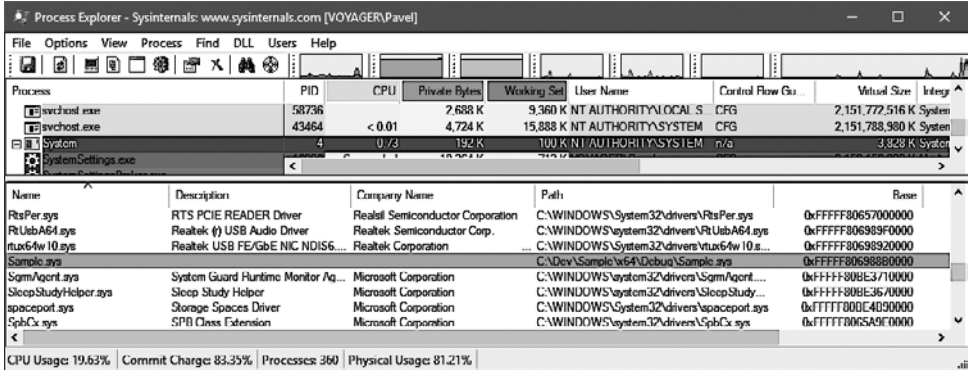 Process Explorer - Sysinternals: www.sysinternals.com [VOYAGER\Pavel]
File Options View Process Find DLL Users Help
Process PID CPU Private Bytes Working Set User Name Control Flow Gu... Virtual Size Integr
svchost.exe 58736 2,688 K 9,360 K NT AUTHORITY\LOCAL S... CFG 2,151,772,516 K System
svchost.exe 43464 < 0.01 4,724 K 15,888 K NT AUTHORITY\SYSTEM CFG 2,151,788,980 K System
System 4 0.73 192 K 100 K NT AUTHORITY\SYSTEM n/a 3,828 K System
SystemSettings.exe
Name Description Company Name Path Base
RtsPer.sys RTS PCIE READER Driver Realsil Semiconductor Corporation C:\WINDOWS\System32\drivers\RtsPer.sys 0xFFFFF80657000000
RtUsbA64.sys Realtek (r) USB Audio Driver Realtek Semiconductor Corp. C:\WINDOWS\system32\drivers\RtUsbA64.sys 0xFFFFF806989F0000
rtux64w10.sys Realtek USB FE/GbE NIC NDIS6.... Realtek Corporation ... C:\WINDOWS\System32\drivers\rtux64w10.s... 0xFFFFF80698920000
Sample.sys C:\Dev\Sample\x64\Debug\Sample.sys 0xFFFFF806988B0000
SgrmAgent.sys System Guard Runtime Monitor Ag... Microsoft Corporation C:\WINDOWS\system32\drivers\SgrmAgent.... 0xFFFFF80BE3710000
SleepStudyHelper.sys Sleep Study Helper Microsoft Corporation C:\WINDOWS\system32\drivers\SleepStudy... 0xFFFFF80BE3670000
spaceport.sys Storage Spaces Driver Microsoft Corporation C:\WINDOWS\System32\drivers\spaceport.sys 0xFFFFF80BE4B90000
SpbCx.sys SPB Class Extension Microsoft Corporation C:\WINDOWS\system32\drivers\SpbCx.sys 0xFFFFF8065A9E0000
CPU Usage: 19.63% Commit Charge: 83.35% Processes: 360 Physical Usage: 81.21%